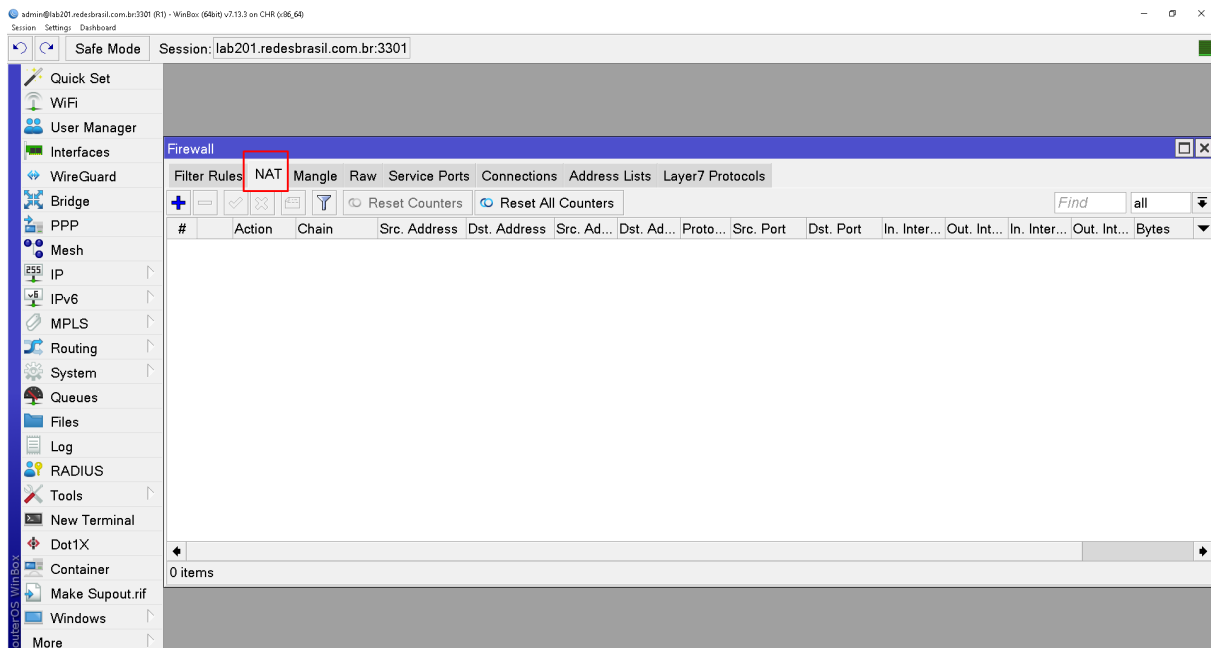 admin@lab201.redesbrasil.com.br:3301 (R1) - WinBox (64bit) v7.13.3 on CHR (x86_64)
Session Settings Dashboard
Safe Mode Session: lab201.redesbrasil.com.br:3301
Quick Set
WiFi
User Manager
Interfaces
WireGuard
Bridge
PPP
Mesh
255 IP
v6 IPv6
MPLS
Routing
System
Queues
Files
Log
RADIUS
Tools
New Terminal
Dot1X
Container
Make Supout.rif
Windows
More
outerOS WinBox
Firewall
Filter Rules NAT Mangle Raw Service Ports Connections Address Lists Layer7 Protocols
Reset Counters Reset All Counters Find all
# Action Chain Src. Address Dst. Address Src. Ad... Dst. Ad... Proto... Src. Port Dst. Port In. Inter... Out. Int... In. Inter... Out. Int... Bytes
0 items